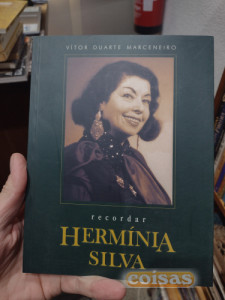 VÍTOR DUARTE MARCENEIRO
recordar
HERMÍNIA
SILVA
coisas